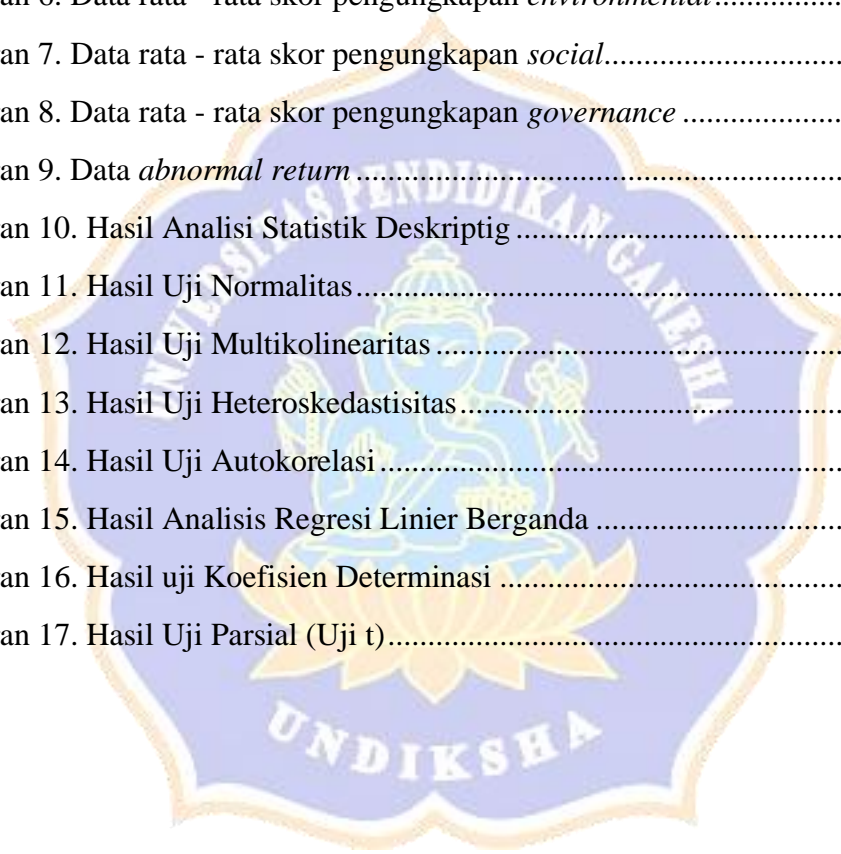 an 6. Data rata - rata skor pengungkapan environmental....................
an 7. Data rata - rata skor pengungkapan social....................
an 8. Data rata - rata skor pengungkapan governance....................
an 9. Data abnormal return....................
an 10. Hasil Analisi Statistik Deskriptig....................
an 11. Hasil Uji Normalitas....................
an 12. Hasil Uji Multikolinearitas....................
an 13. Hasil Uji Heteroskedastisitas....................
an 14. Hasil Uji Autokorelasi....................
an 15. Hasil Analisis Regresi Linier Berganda....................
an 16. Hasil uji Koefisien Determinasi....................
an 17. Hasil Uji Parsial (Uji t)....................
UNIVERSITAS PENDIDIKAN GANESHA
UNDIKSHA